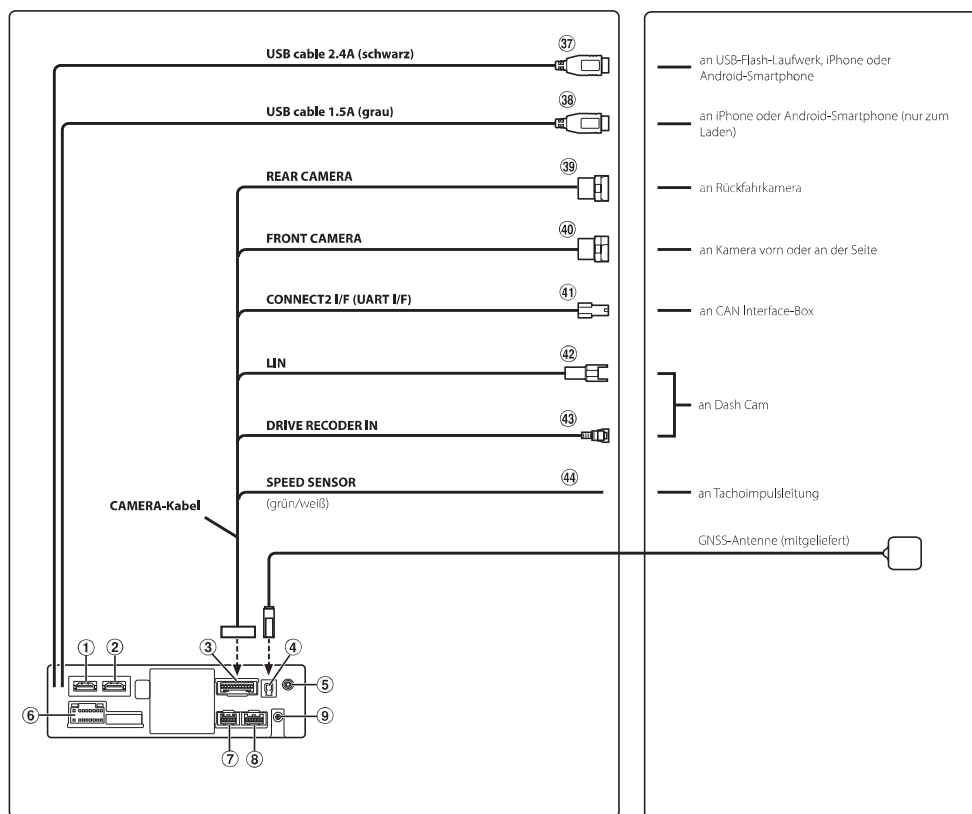 USB cable 2.4A (schwarz)
㊲
an USB-Flash-Laufwerk, iPhone oder
Android-Smartphone
USB cable 1.5A (grau)
㊳
an iPhone oder Android-Smartphone (nur zum
Laden)
REAR CAMERA
㊴
an Rückfahrkamera
FRONT CAMERA
㊵
an Kamera vorn oder an der Seite
CONNECT2 I/F (UART I/F)
㊶
an CAN Interface-Box
LIN
㊷
an Dash Cam
DRIVE RECODER IN
㊸
SPEED SENSOR
(grün/weiß)
㊹
an Tachoimpulsleitung
CAMERA-Kabel
GNSS-Antenne (mitgeliefert)
① ② ③ ④
⑤
⑥
⑨
⑦ ⑧